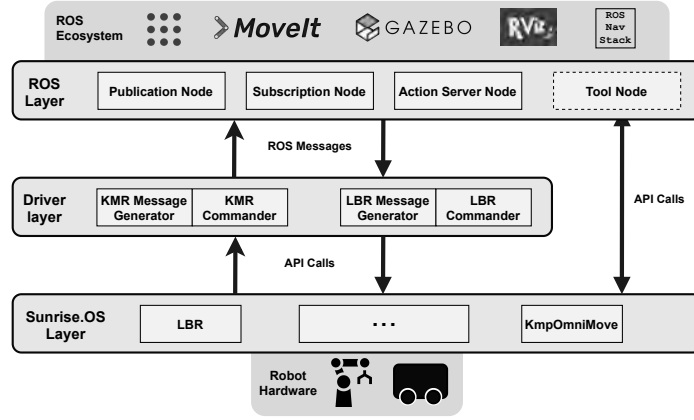 ROS
Ecosystem
MoveIt
GAZEBO
RViz
ROS
Nav
Stack
ROS
Layer
Publication Node
Subscription Node
Action Server Node
Tool Node
ROS Messages
Driver
layer
KMR Message
Generator
KMR
Commander
LBR Message
Generator
LBR
Commander
API Calls
API Calls
Sunrise.OS
Layer
LBR
...
KmpOmniMove
Robot
Hardware